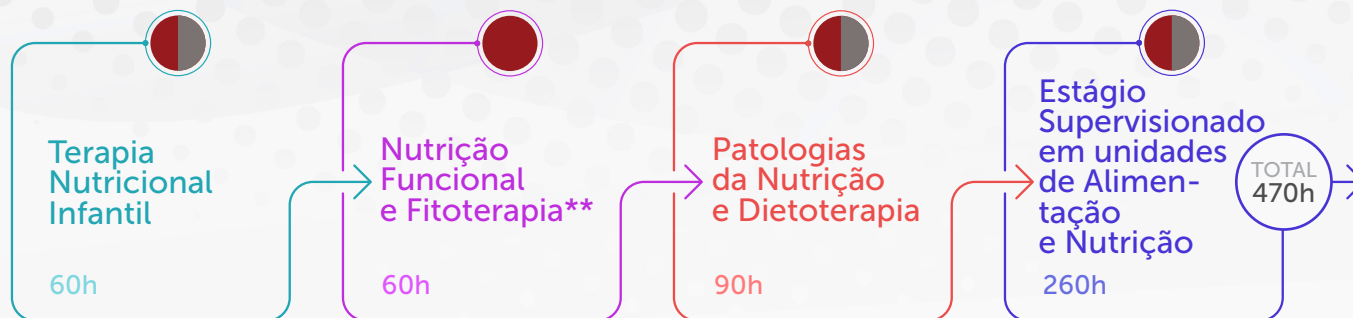 Terapia
Nutricional
Infantil
60h
Nutrição
Funcional
e Fitoterapia**
60h
Patologias
da Nutrição
e Dietoterapia
90h
Estágio
Supervisionado
em unidades
de Alimen-
tação
e Nutrição
260h
TOTAL
470h